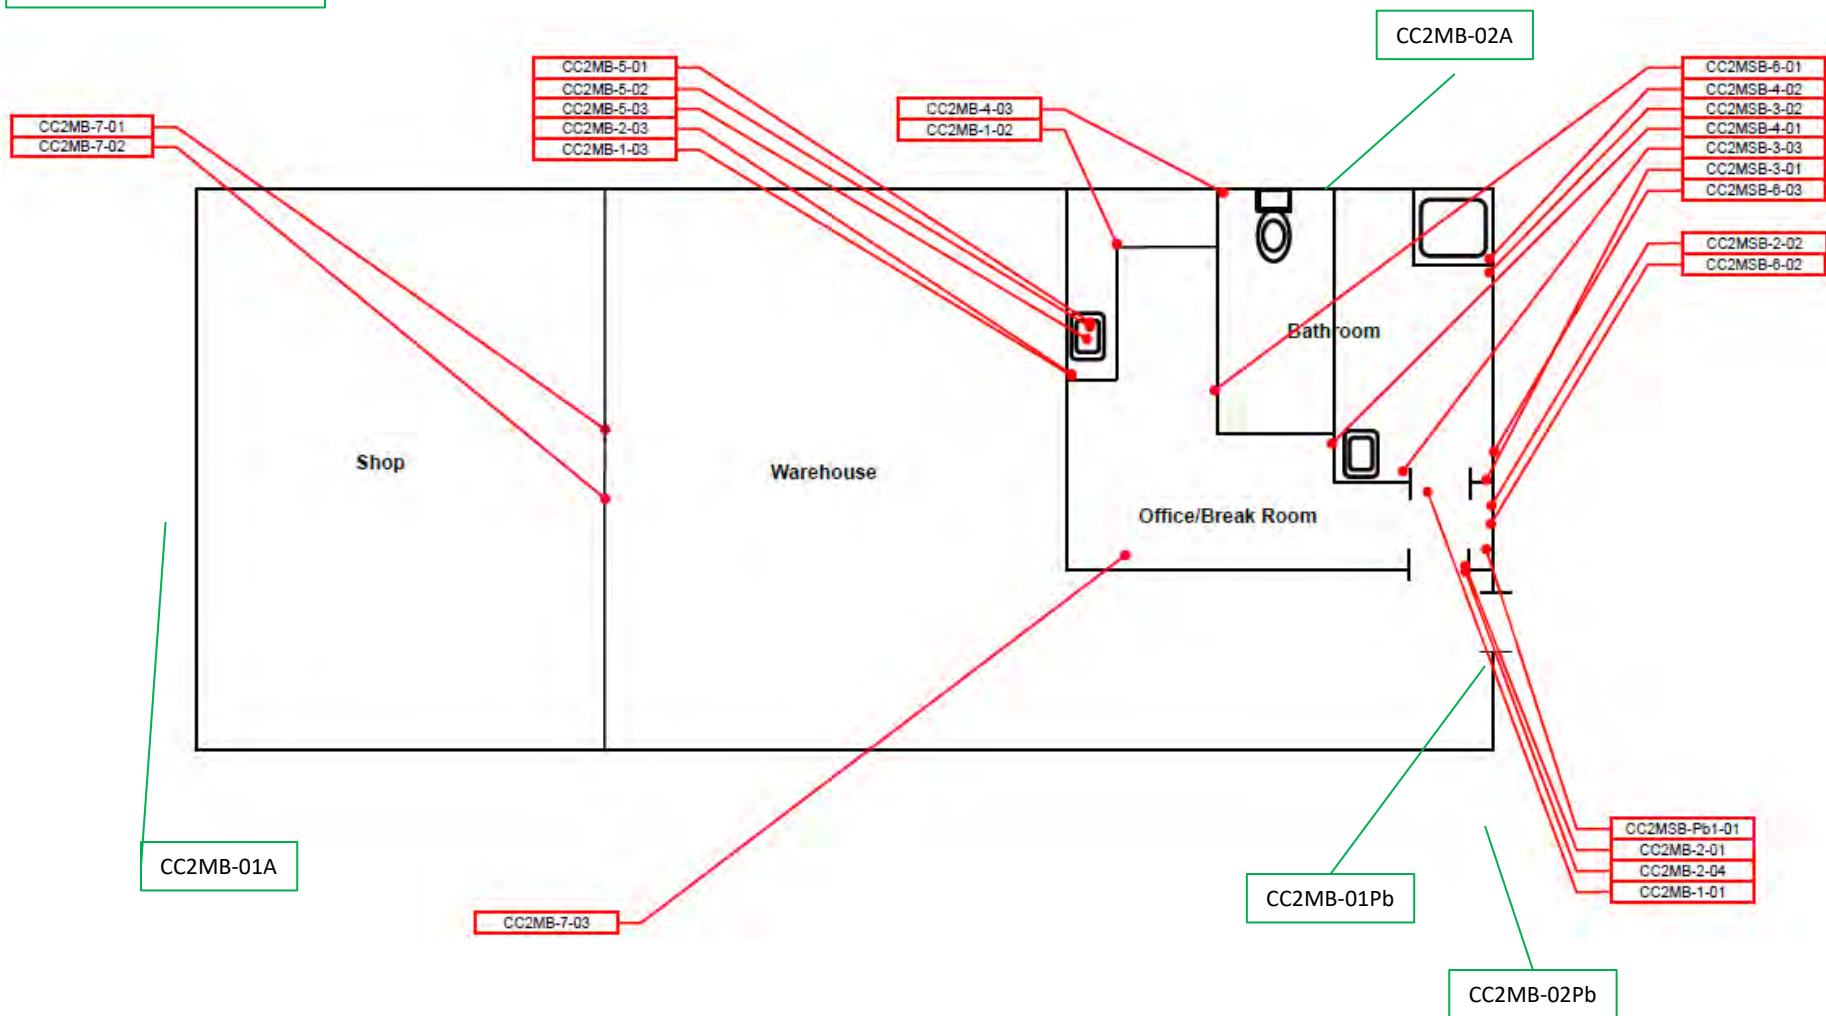 CC2MB-02A
CC2MB-5-01
CC2MB-5-02
CC2MB-5-03
CC2MB-2-03
CC2MB-1-03
CC2MSB-6-01
CC2MSB-4-02
CC2MSB-3-02
CC2MSB-4-01
CC2MSB-3-03
CC2MSB-3-01
CC2MSB-6-03
CC2MB-4-03
CC2MB-1-02
CC2MB-7-01
CC2MB-7-02
CC2MSB-2-02
CC2MSB-6-02
Bathroom
Shop
Warehouse
Office/Break Room
CC2MSB-Pb1-01
CC2MB-2-01
CC2MB-2-04
CC2MB-1-01
CC2MB-01A
CC2MB-01Pb
CC2MB-7-03
CC2MB-02Pb